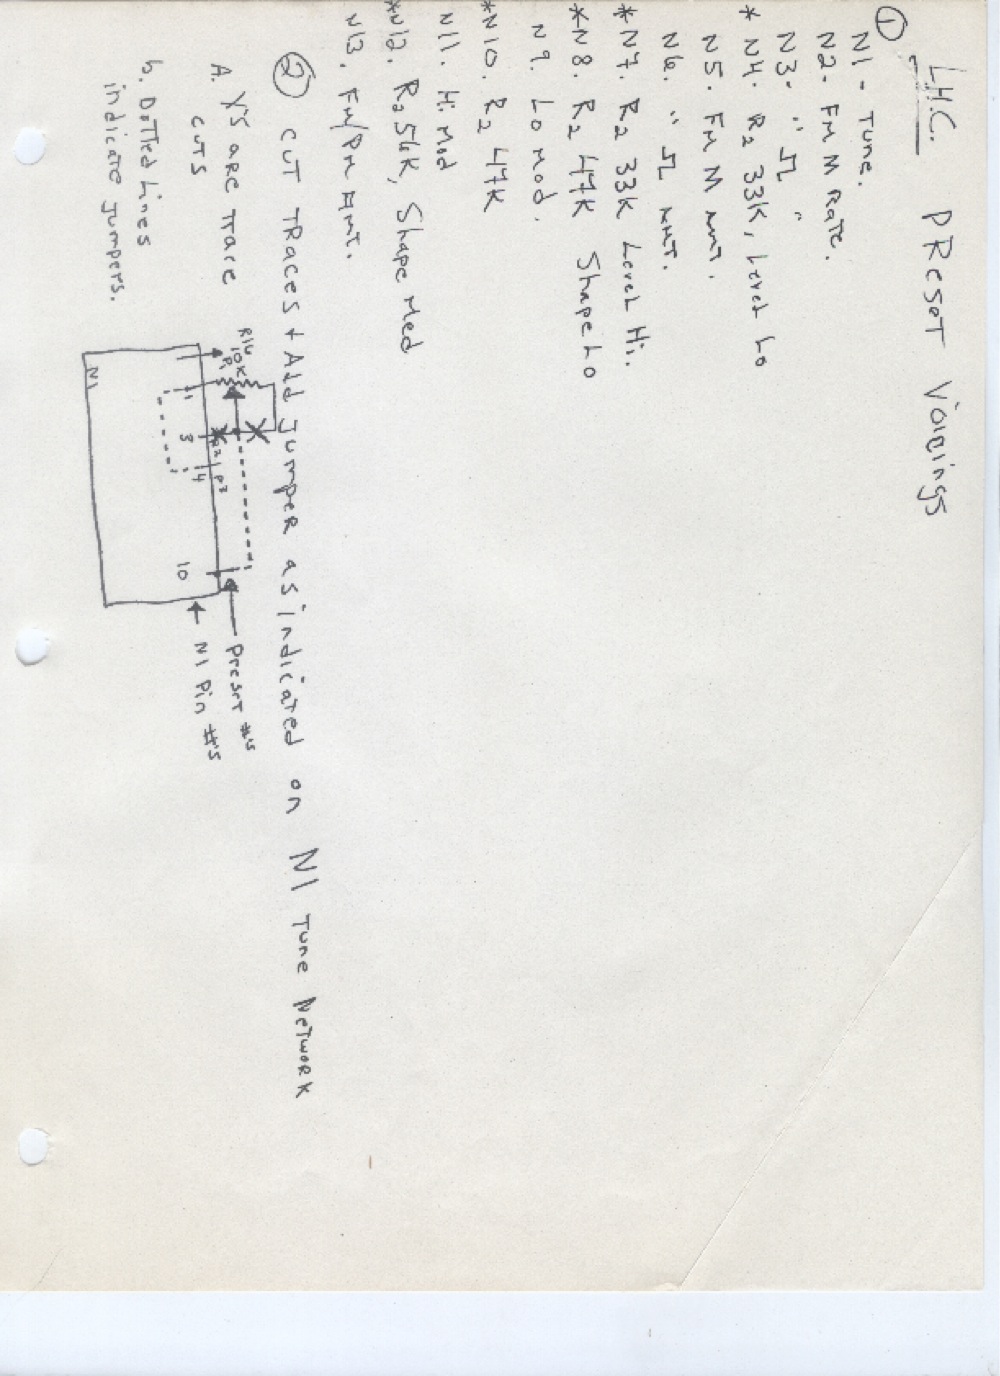 L.H.C. PReseT Voicings
① N1 - Tune.
N2 - FM M Rate.
N3 - " ⎍ "
* N4 - R2 33K, Level Lo
N5 - FM M AMT.
N6. " ⎍ AMT.
*N7. R2 33K Level Hi.
*N8. R2 47K Shape Lo
N9. Lo Mod.
*N10. R2 47K
N11. Hi Mod
*N12. R2 56K, Shape Med
N13. FM/PM AMT.
② CUT TRaces + Add Jumper as indicated on N1 Tune NeTwork
A. X's are Trace
cuTs
b. DoTTed Lines
indicate Jumpers.
R16
10K
R1
R2
P3
1
3
4
10
N1
PreseT #'s
N1 Pin #'s